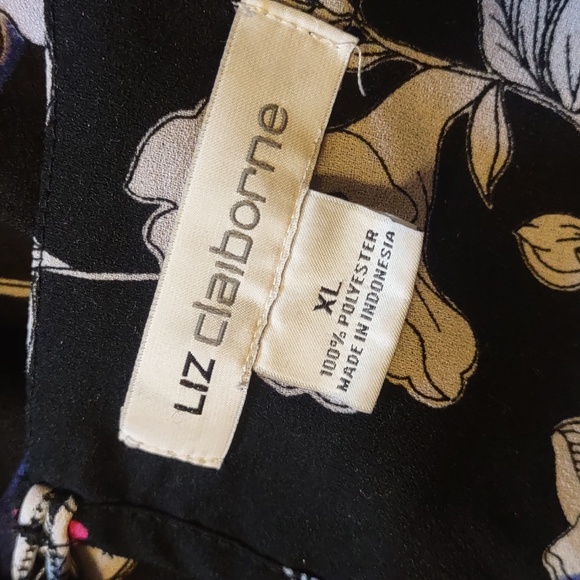 LIZ claiborne
XL
100% POLYESTER
MADE IN INDONESIA